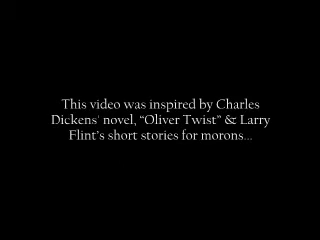 This video was inspired by Charles
Dickens' novel, “Oliver Twist” & Larry
Flint's short stories for morons...